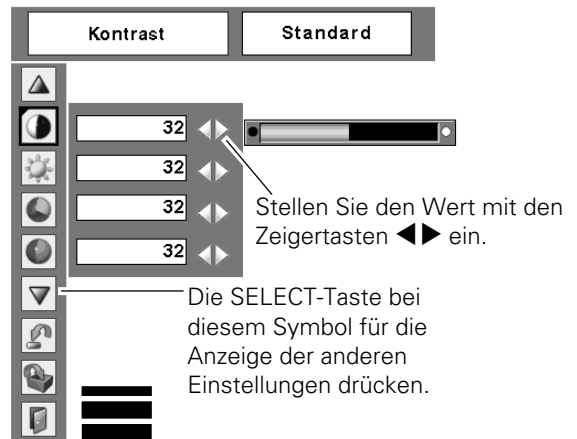 Kontrast Standard
32
32
32
32
Stellen Sie den Wert mit den
Zeigertasten ◀▶ ein.
Die SELECT-Taste bei
diesem Symbol für die
Anzeige der anderen
Einstellungen drücken.